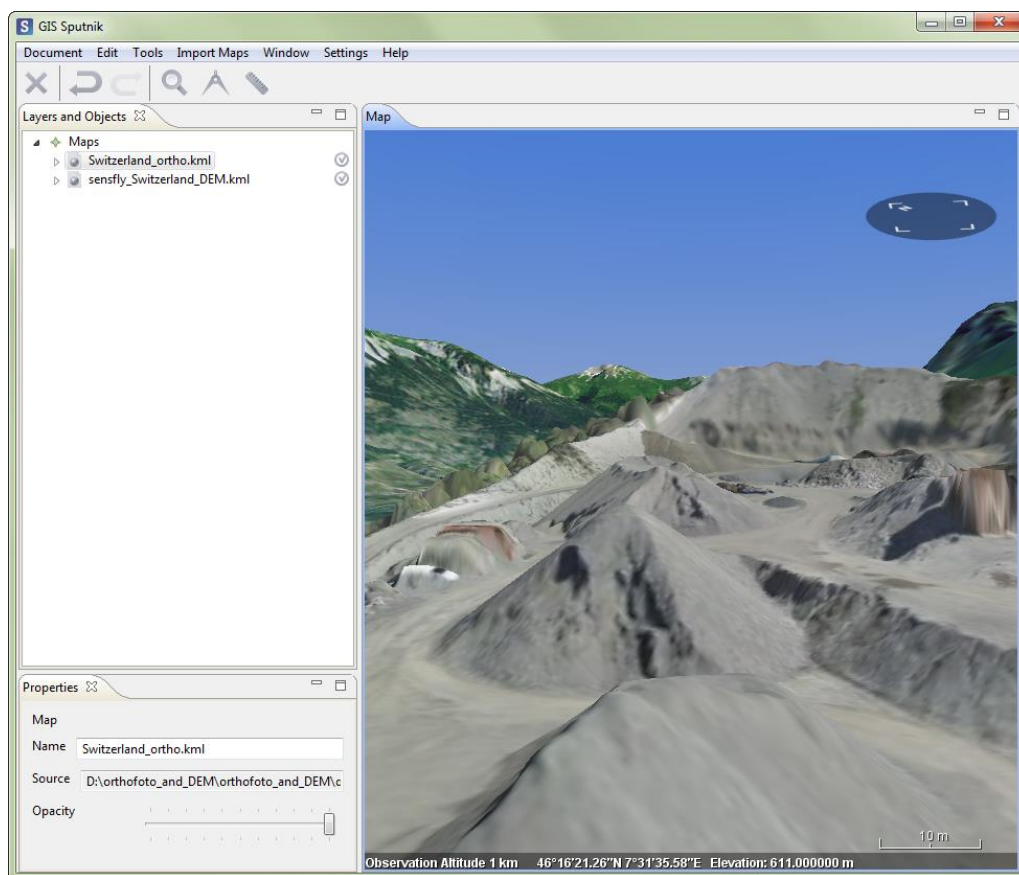 GIS Sputnik
Document Edit Tools Import Maps Window Settings Help
Layers and Objects
Map
Maps
Switzerland_ortho.kml
sensfly_Switzerland_DEM.kml
N
Properties
Map
Name Switzerland_ortho.kml
Source D:\orthofoto_and_DEM\orthofoto_and_DEM\c
Opacity
10 m
Observation Altitude 1 km 46°16'21.26"N 7°31'35.58"E Elevation: 611.000000 m